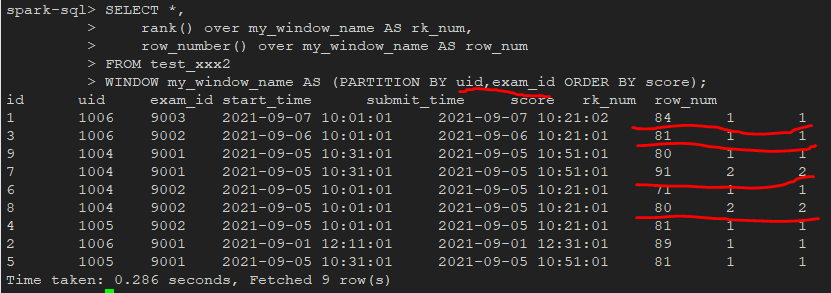 spark-sql> SELECT *,
> rank() over my_window_name AS rk_num,
> row_number() over my_window_name AS row_num
> FROM test_xxx2
> WINDOW my_window_name AS (PARTITION BY uid,exam_id ORDER BY score);
id uid exam_id start_time submit_time score rk_num row_num
1 1006 9003 2021-09-07 10:01:01 2021-09-07 10:21:02 84 1 1
3 1006 9002 2021-09-06 10:01:01 2021-09-06 10:21:01 81 1 1
9 1004 9001 2021-09-05 10:31:01 2021-09-05 10:51:01 80 1 1
7 1004 9001 2021-09-05 10:31:01 2021-09-05 10:51:01 91 2 2
6 1004 9002 2021-09-05 10:01:01 2021-09-05 10:21:01 71 1 1
8 1004 9002 2021-09-05 10:01:01 2021-09-05 10:21:01 80 2 2
4 1005 9002 2021-09-05 10:01:01 2021-09-05 10:21:01 81 1 1
2 1006 9001 2021-09-01 12:11:01 2021-09-01 12:31:01 89 1 1
5 1005 9001 2021-09-05 10:31:01 2021-09-05 10:51:01 81 1 1
Time taken: 0.286 seconds, Fetched 9 row(s)